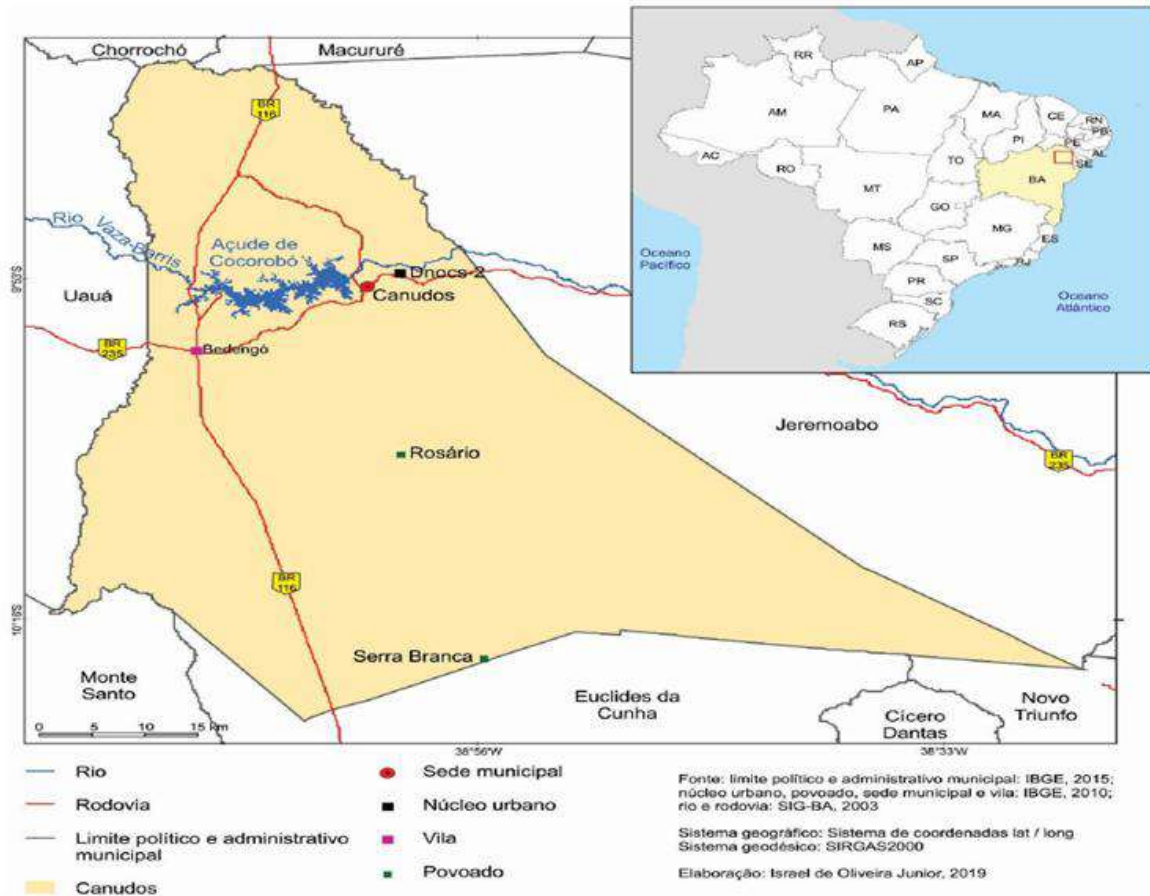 Chorrochó
Macururé
BR
116
Rio Vaza-Barris
Açude de
Cocorobó
Uauá
Dnocs-2
Canudos
BR
235
Bedengó
Rosário
Jeremoabo
BR
235
BR
116
Serra Branca
Monte
Santo
Euclides da
Cunha
Cícero
Dantas
Novo
Triunfo
0 5 10 15 km
10°16'S
38°56'W
38°33'W
RR
AP
AM
PA
MA
CE
RN
PB
PI
PE
AL
SE
AC
RO
TO
BA
MT
GO
MG
ES
MS
SP
RJ
PR
SC
RS
Oceano
Pacífico
Oceano
Atlântico
Rio
Rodovia
Limite político e administrativo
municipal
Canudos
Sede municipal
Núcleo urbano
Vila
Povoado
Fonte: limite político e administrativo municipal: IBGE, 2015;
núcleo urbano, povoado, sede municipal e vila: IBGE, 2010;
rio e rodovia: SIG-BA, 2003
Sistema geográfico: Sistema de coordenadas lat / long
Sistema geodésico: SIRGAS2000
Elaboração: Israel de Oliveira Junior, 2019